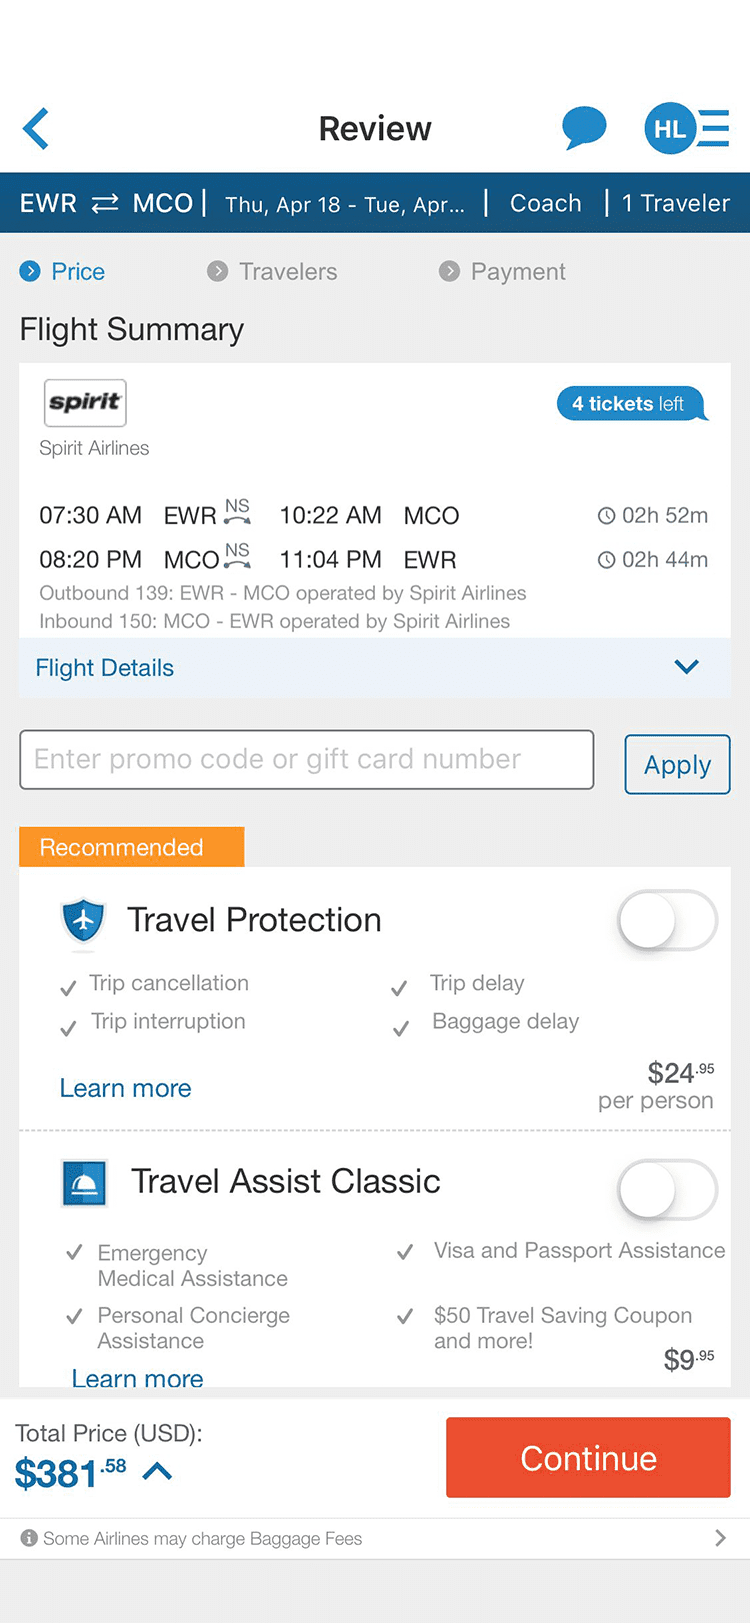 Review
HL
EWR ⇄ MCO | Thu, Apr 18 - Tue, Apr... | Coach | 1 Traveler
Price Travelers Payment
Flight Summary
spirit
4 tickets left
Spirit Airlines
07:30 AM EWR NS 10:22 AM MCO 02h 52m
08:20 PM MCO NS 11:04 PM EWR 02h 44m
Outbound 139: EWR - MCO operated by Spirit Airlines
Inbound 150: MCO - EWR operated by Spirit Airlines
Flight Details
Enter promo code or gift card number Apply
Recommended
Travel Protection
Trip cancellation Trip delay
Trip interruption Baggage delay
$24.95
Learn more
per person
Travel Assist Classic
Emergency Visa and Passport Assistance
Medical Assistance
Personal Concierge $50 Travel Saving Coupon
Assistance and more!
$9.95
Learn more
Total Price (USD):
$381.58
Continue
Some Airlines may charge Baggage Fees